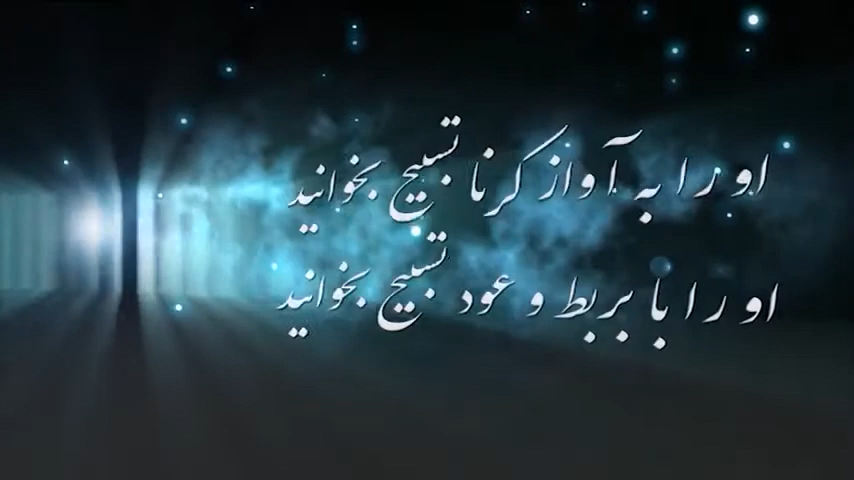 او را به آواز کرنا تسبیح بخوانید
او را با بربط و عود تسبیح بخوانید